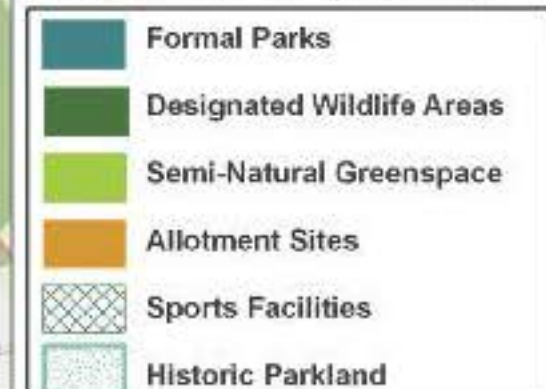 Formal Parks
Designated Wildlife Areas
Semi-Natural Greenspace
Allotment Sites
Sports Facilities
Historic Parkland